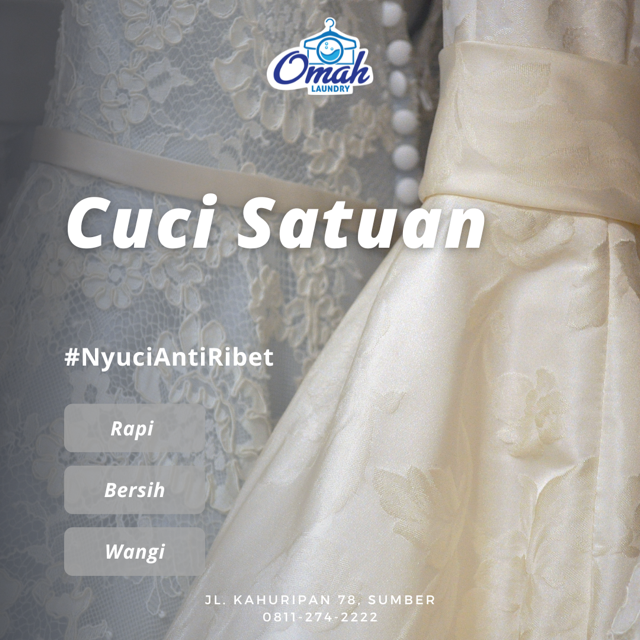 Omah
LAUNDRY
Cuci Satuan
#NyuciAntiRibet
Rapi
Bersih
Wangi
JL. KAHURIPAN 78, SUMBER
0811-274-2222